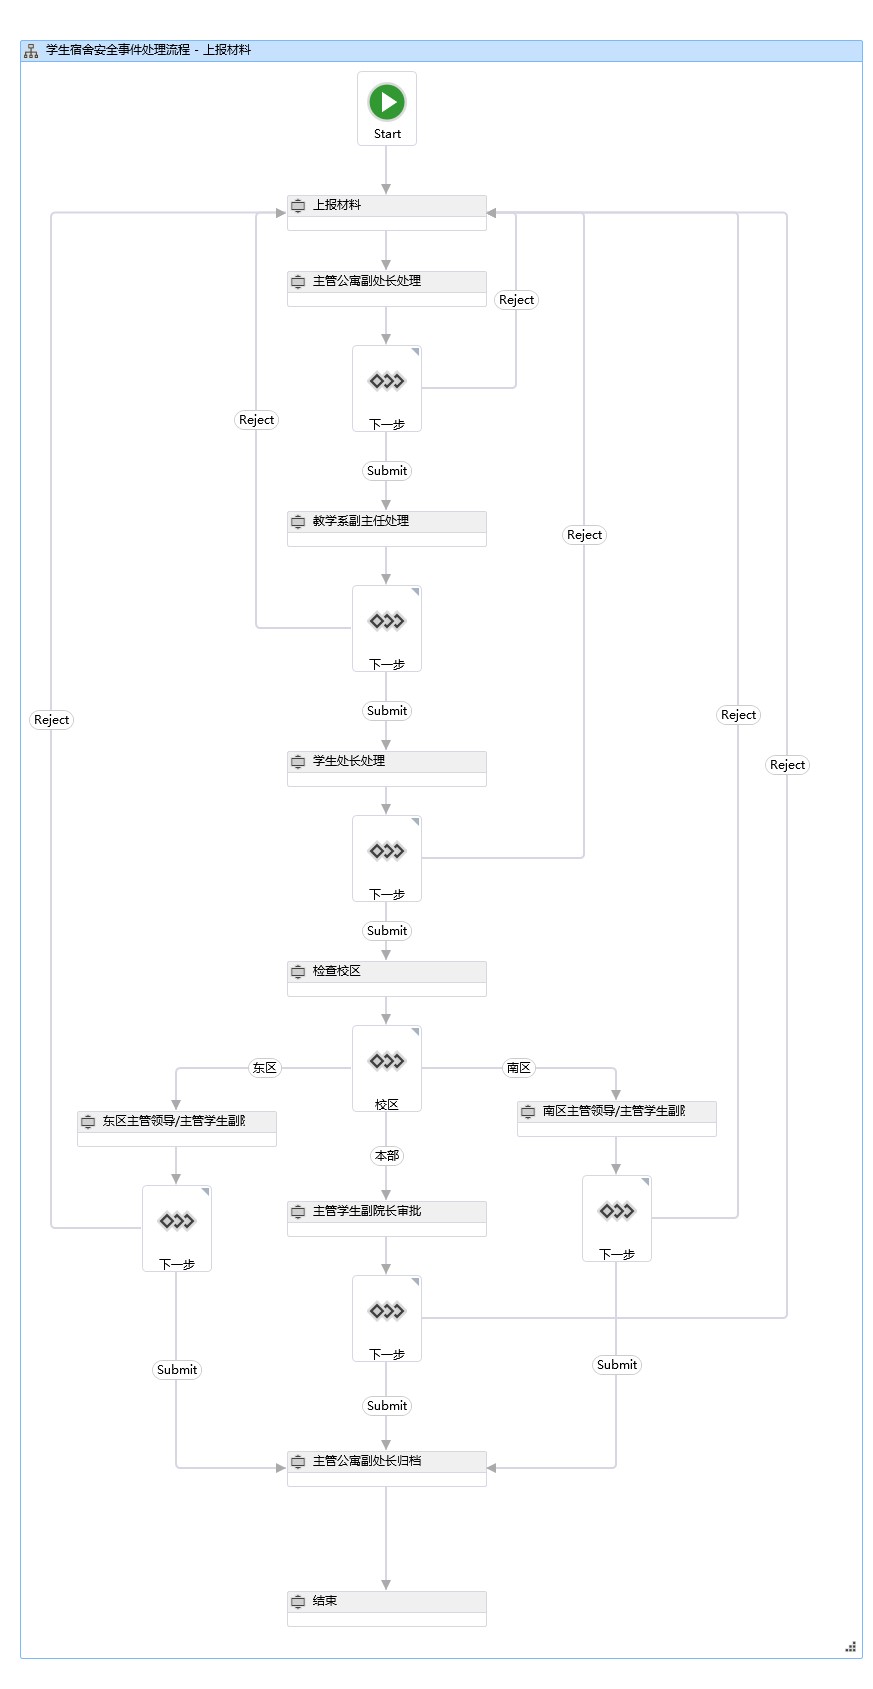 学生宿舍安全事件处理流程 - 上报材料
Start
上报材料
主管公寓副处长处理
Reject
下一步
Reject
Submit
教学系副主任处理
Reject
下一步
Submit
Reject
Reject
学生处长处理
Reject
下一步
Submit
检查校区
东区
南区
校区
南区主管领导/主管学生副
东区主管领导/主管学生副
本部
主管学生副院长审批
下一步
下一步
下一步
Submit
Submit
Submit
主管公寓副处长归档
结束